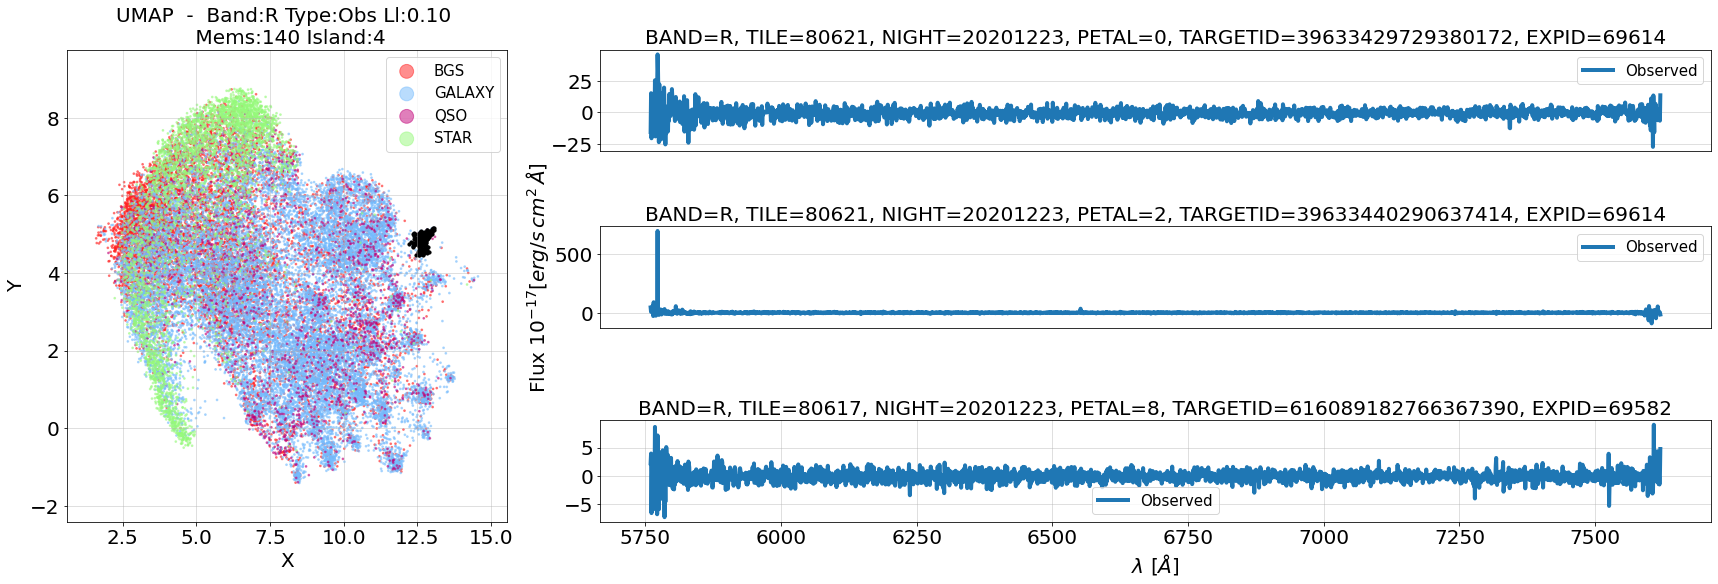 UMAP - Band:R Type:Obs Ll:0.10
Mems:140 Island:4
BGS
GALAXY
QSO
STAR
Y
8
6
4
2
0
−2
2.5 5.0 7.5 10.0 12.5 15.0
X
Flux 10^{-17}[erg/s cm^2 Å]
BAND=R, TILE=80621, NIGHT=20201223, PETAL=0, TARGETID=39633429729380172, EXPID=69614
Observed
25
0
−25
BAND=R, TILE=80621, NIGHT=20201223, PETAL=2, TARGETID=39633440290637414, EXPID=69614
Observed
500
0
BAND=R, TILE=80617, NIGHT=20201223, PETAL=8, TARGETID=616089182766367390, EXPID=69582
Observed
5
0
−5
5750 6000 6250 6500 6750 7000 7250 7500
λ [Å]